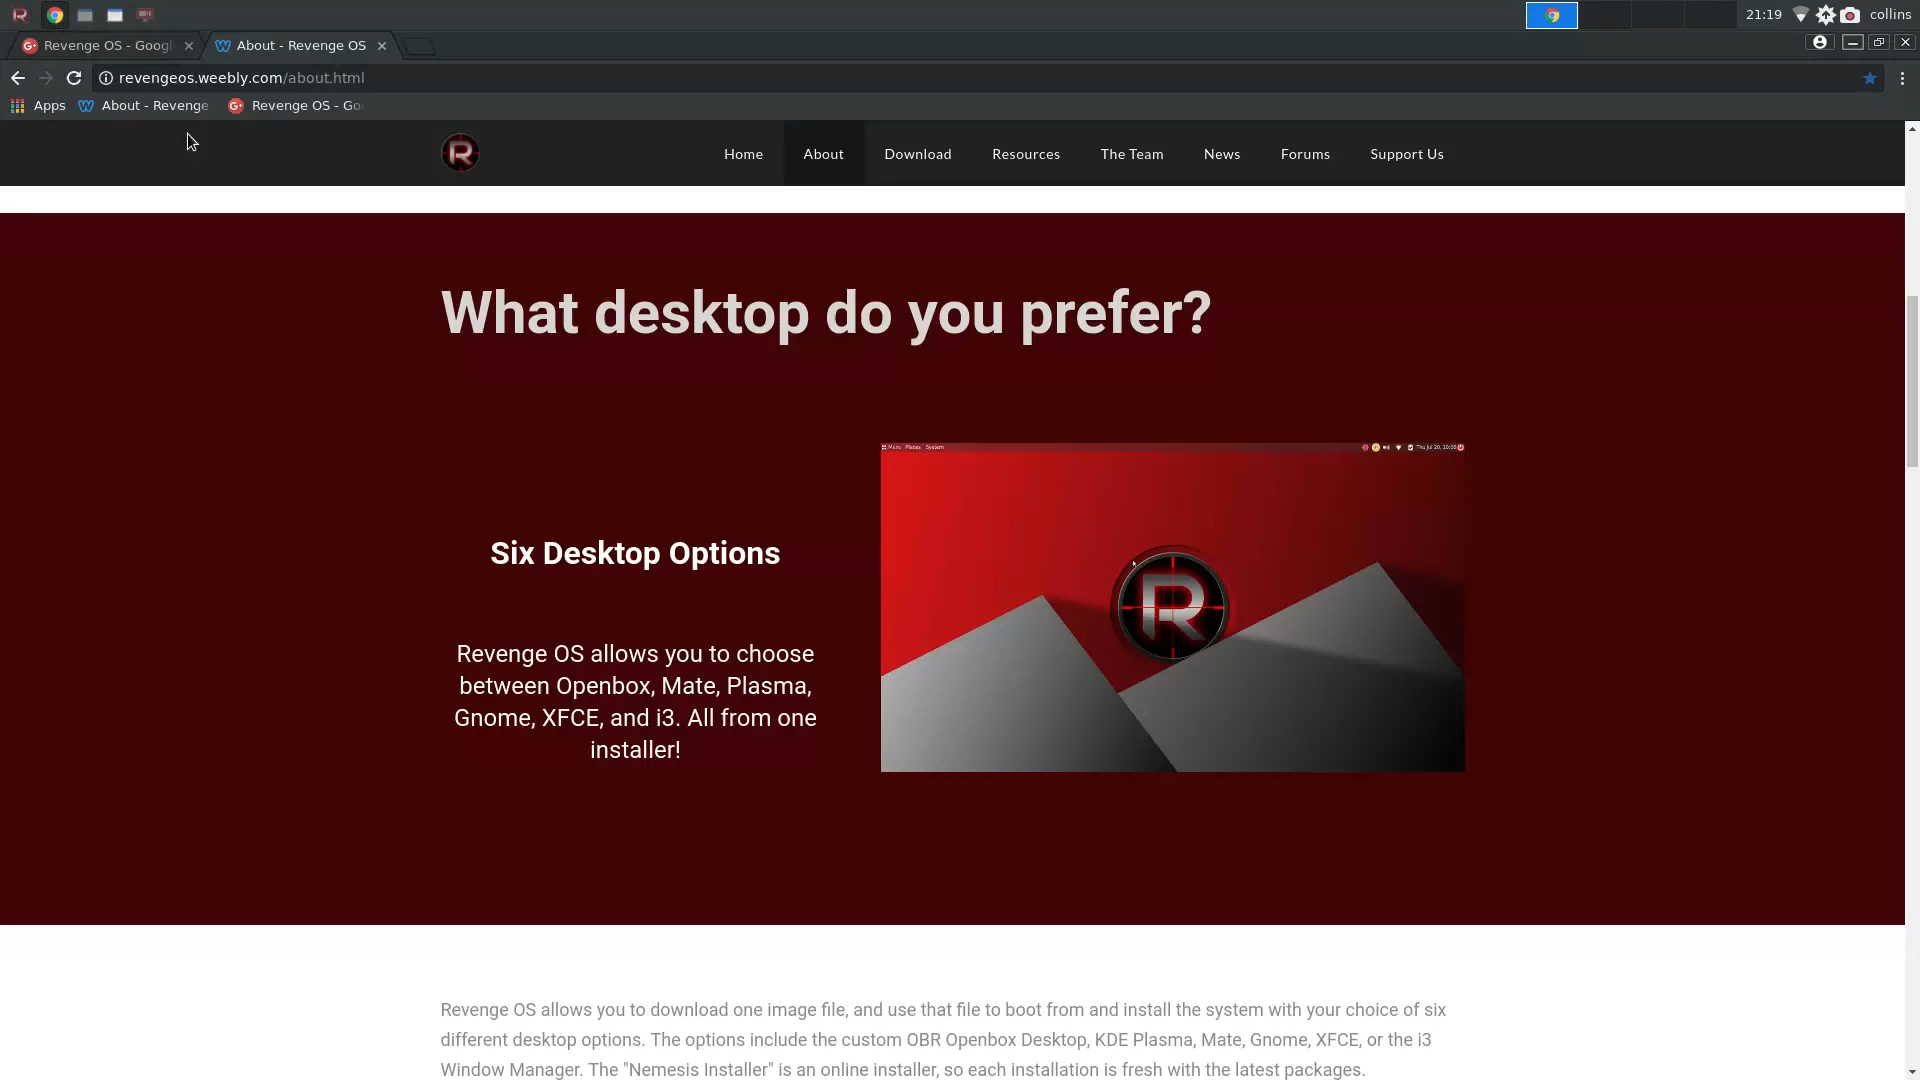 21:19
collins
Revenge OS - Googl
About - Revenge OS
revengeos.weebly.com/about.html
Apps
About - Revenge
Revenge OS - Go
R
Home
About
Download
Resources
The Team
News
Forums
Support Us
What desktop do you prefer?
Menu Places System
Six Desktop Options
R
Revenge OS allows you to choose
between Openbox, Mate, Plasma,
Gnome, XFCE, and i3. All from one
installer!
Revenge OS allows you to download one image file, and use that file to boot from and install the system with your choice of six
different desktop options. The options include the custom OBR Openbox Desktop, KDE Plasma, Mate, Gnome, XFCE, or the i3
Window Manager. The "Nemesis Installer" is an online installer, so each installation is fresh with the latest packages.